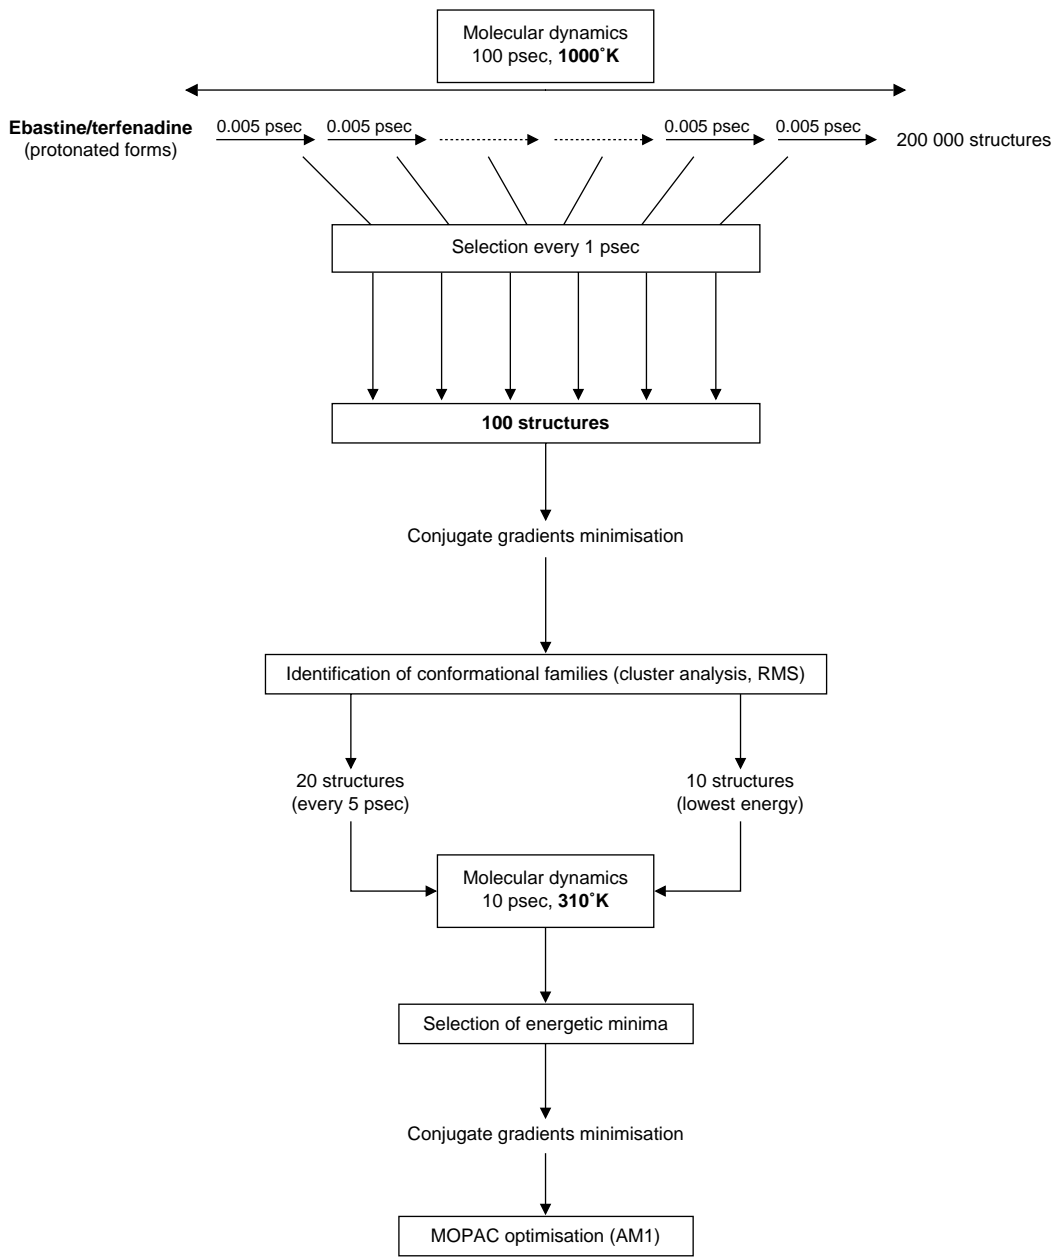 Molecular dynamics
100 psec, 1000°K
Ebastine/terfenadine
(protonated forms)
0.005 psec
0.005 psec
0.005 psec
0.005 psec
200 000 structures
Selection every 1 psec
100 structures
Conjugate gradients minimisation
Identification of conformational families (cluster analysis, RMS)
20 structures
(every 5 psec)
10 structures
(lowest energy)
Molecular dynamics
10 psec, 310°K
Selection of energetic minima
Conjugate gradients minimisation
MOPAC optimisation (AM1)